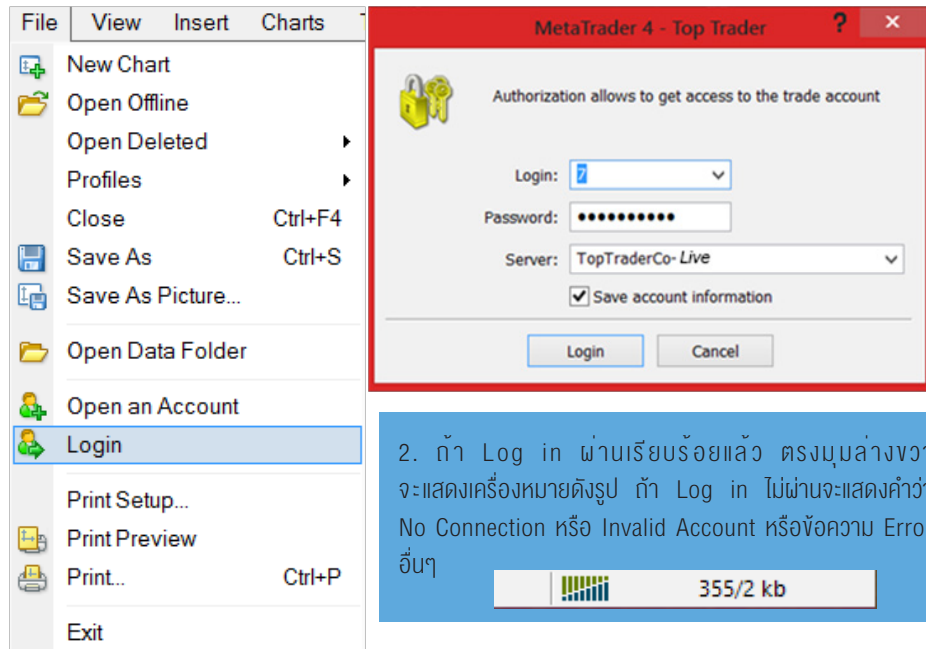 File View Insert Charts
New Chart
Open Offline
Open Deleted
Profiles
Close Ctrl+F4
Save As Ctrl+S
Save As Picture...
Open Data Folder
Open an Account
Login
Print Setup...
Print Preview
Print... Ctrl+P
Exit
MetaTrader 4 - Top Trader ? ×
Authorization allows to get access to the trade account
Login: 7
Password: ••••••••••
Server: TopTraderCo-Live
Save account information
Login Cancel
2. ถ้า Log in ผ่านเรียบร้อยแล้ว ตรงมุมล่างขวา
จะแสดงเครื่องหมายดังรูป ถ้า Log in ไม่ผ่านจะแสดงคำว่า
No Connection หรือ Invalid Account หรือข้อความ Erro
อื่นๆ
355/2 kb